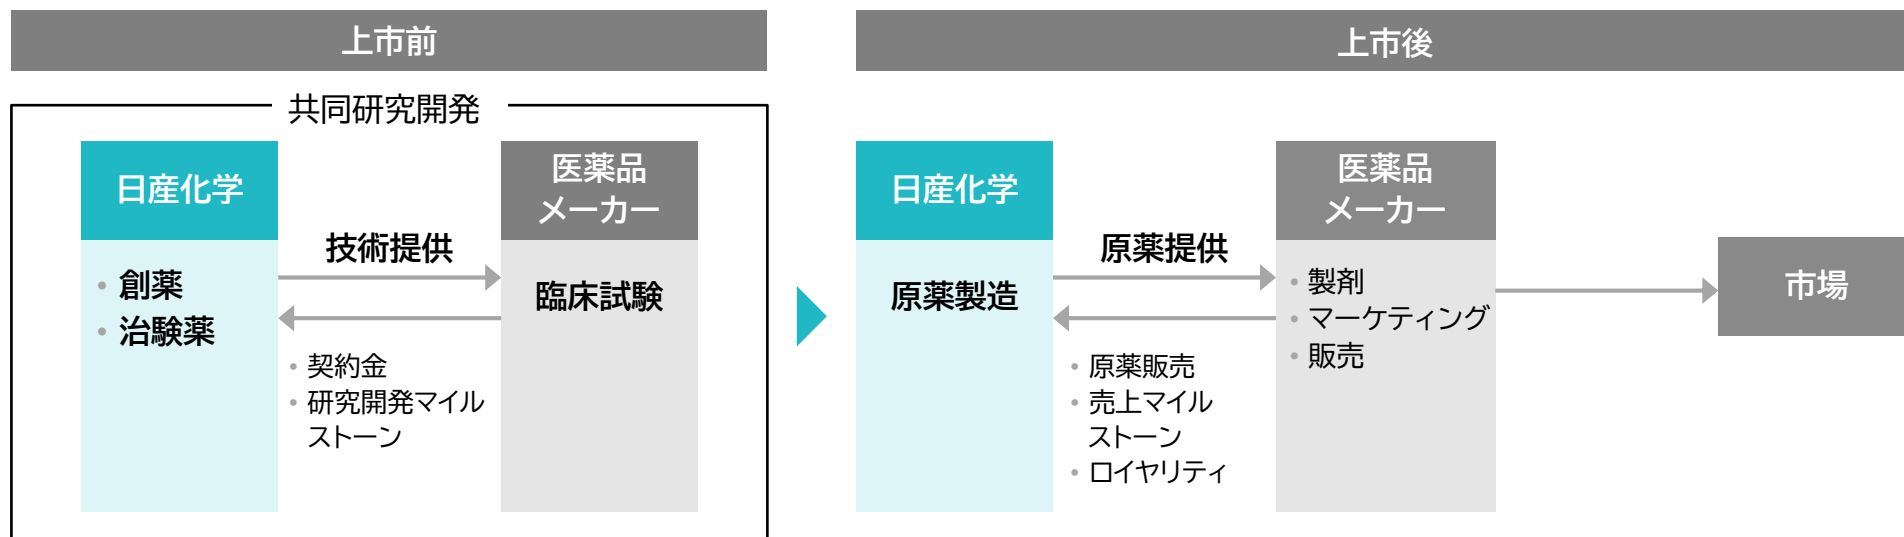 上市前
共同研究開発
日産化学
• 創薬
• 治験薬
技術提供
• 契約金
• 研究開発マイル
ストーン
医薬品
メーカー
臨床試験
上市後
日産化学
原薬製造
原薬提供
• 原薬販売
• 売上マイル
ストーン
• ロイヤリティ
医薬品
メーカー
• 製剤
• マーケティング
• 販売
市場